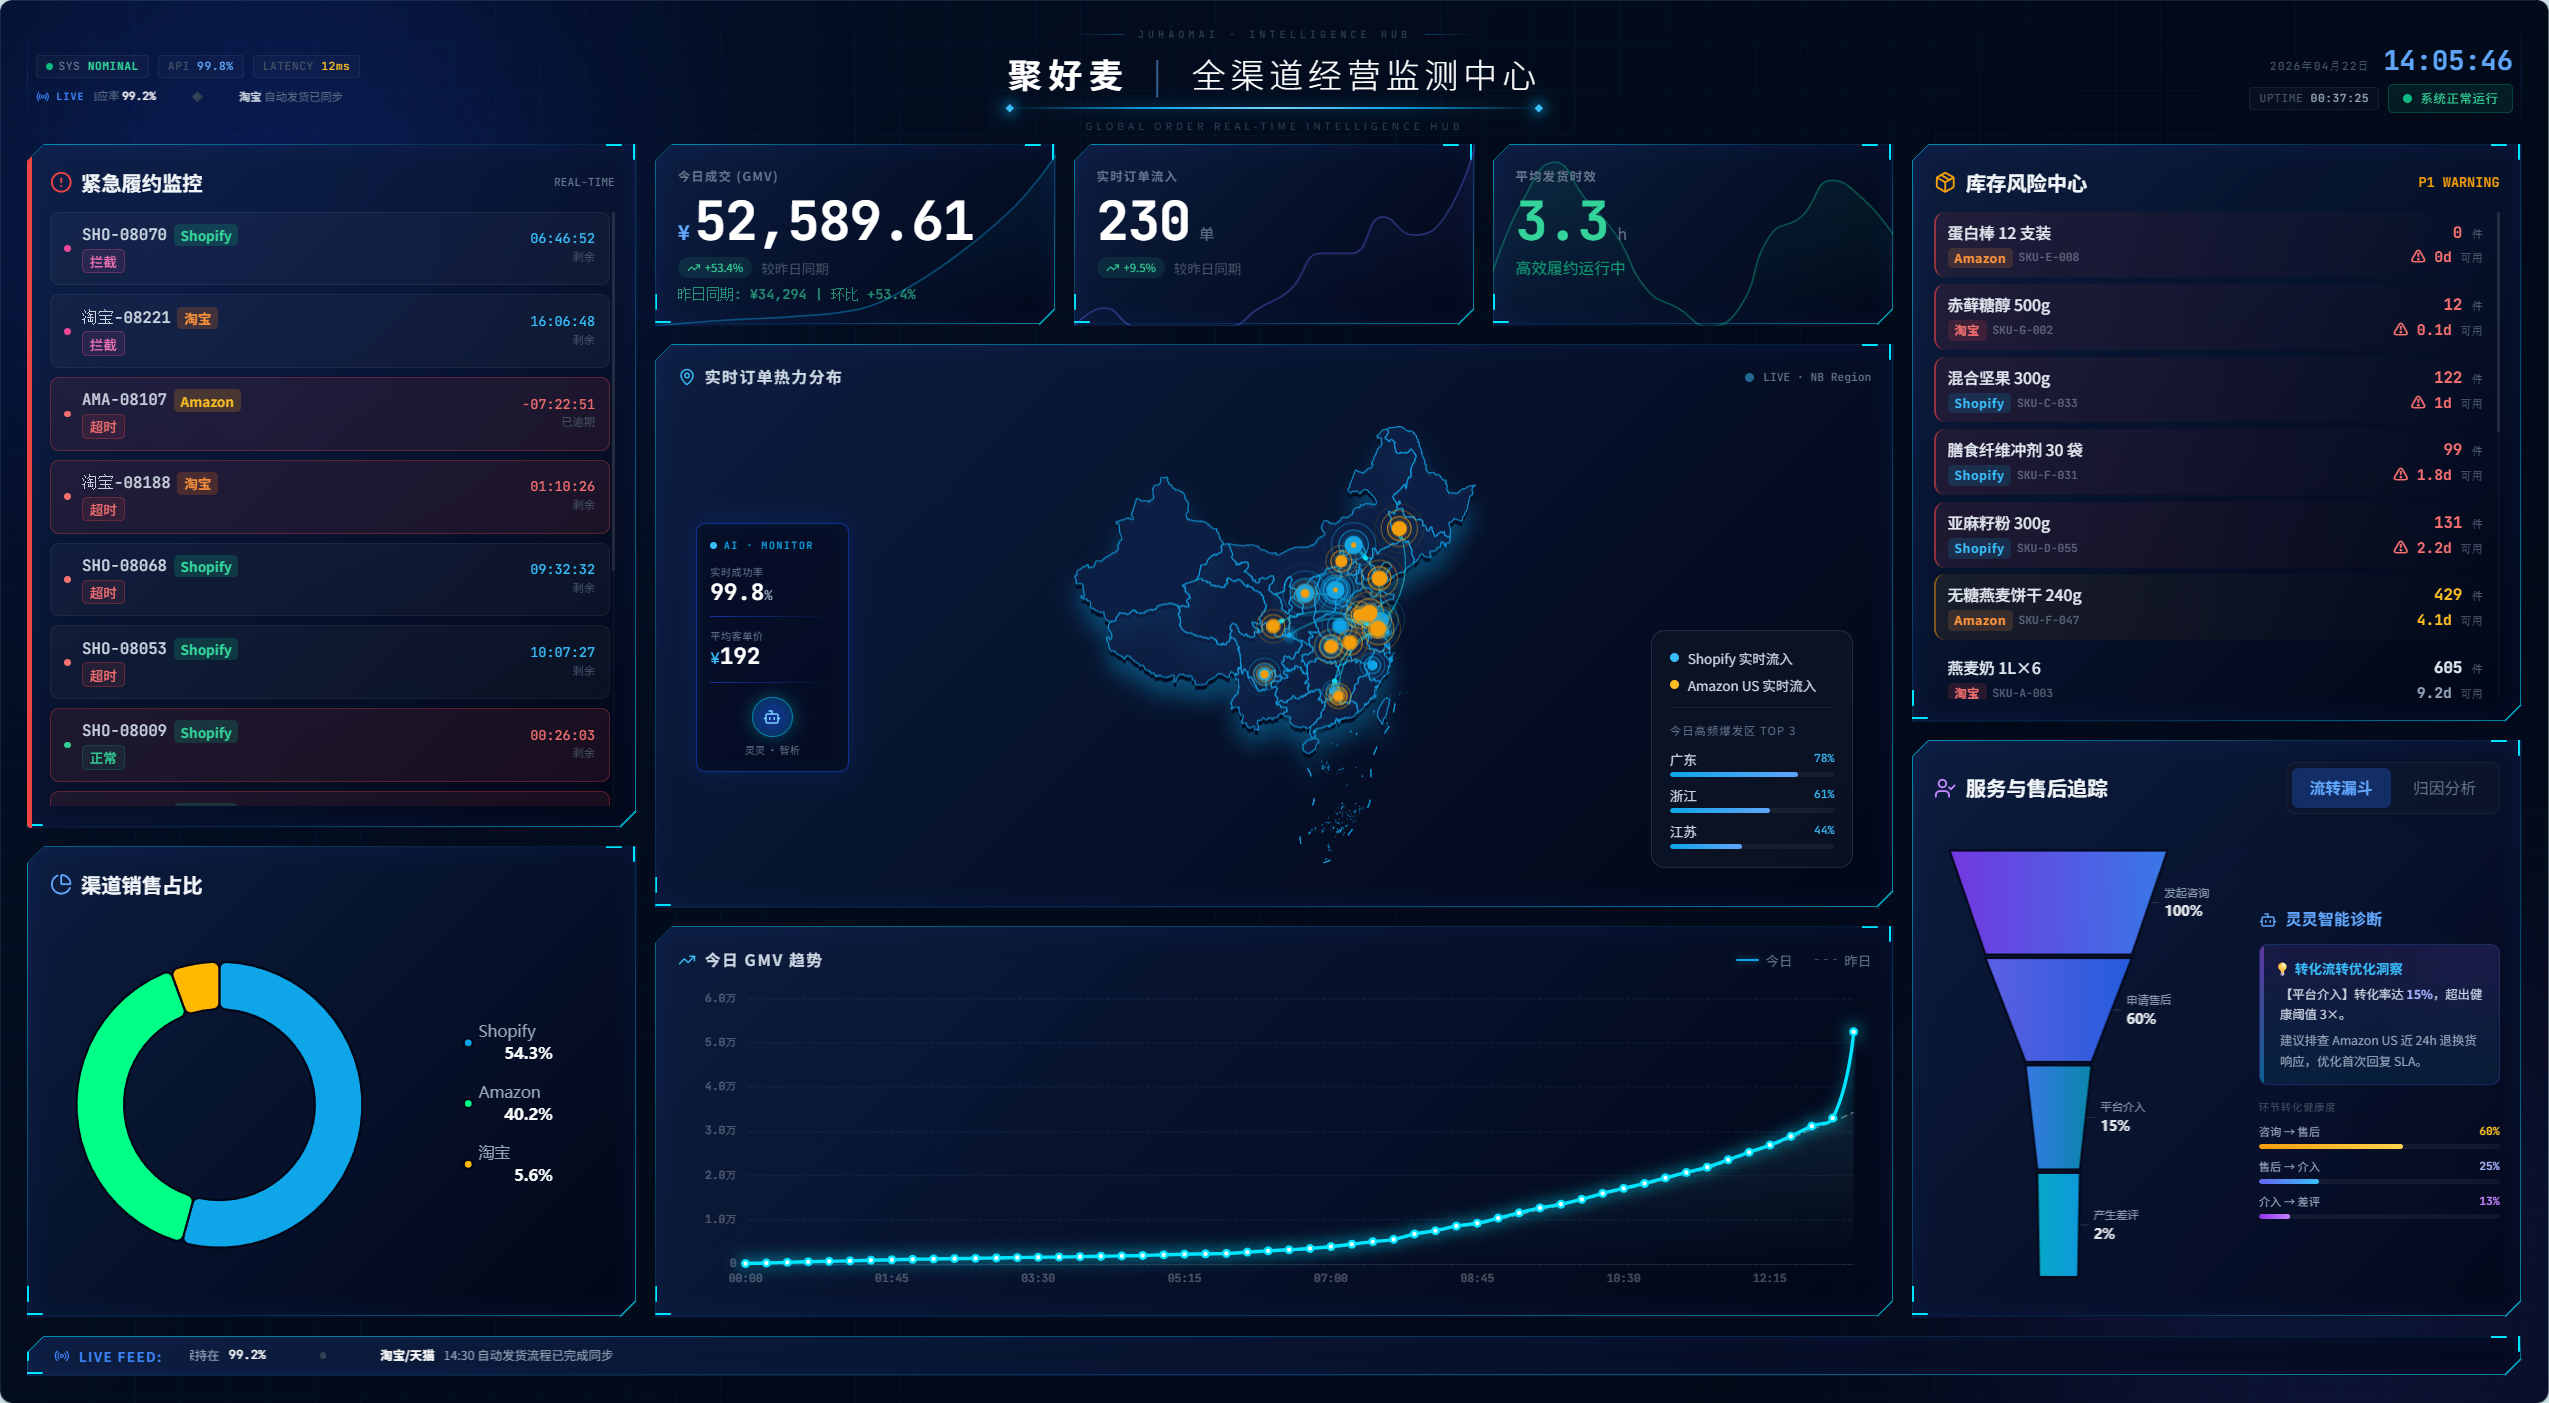 JUHAOMAI · INTELLIGENCE HUB
SYS NOMINAL
API 99.8%
LATENCY 12ms
LIVE 应率 99.2% ◆ 淘宝 自动发货已同步
聚好麦 | 全渠道经营监测中心
GLOBAL ORDER REAL-TIME INTELLIGENCE HUB
2026年04月22日 14:05:46
UPTIME 00:37:25
系统正常运行
紧急履约监控
REAL-TIME
SHO-08070 Shopify
拦截
06:46:52
剩余
淘宝-08221 淘宝
拦截
16:06:48
剩余
AMA-08107 Amazon
超时
-07:22:51
已逾期
淘宝-08188 淘宝
超时
01:10:26
剩余
SHO-08068 Shopify
超时
09:32:32
剩余
SHO-08053 Shopify
超时
10:07:27
剩余
SHO-08009 Shopify
正常
00:26:03
剩余
渠道销售占比
Shopify
54.3%
Amazon
40.2%
淘宝
5.6%
今日成交 (GMV)
¥52,589.61
+53.4% 较昨日同期
昨日同期: ¥34,294 | 环比 +53.4%
实时订单流入
230 单
+9.5% 较昨日同期
平均发货时效
3.3 h
高效履约运行中
实时订单热力分布
LIVE · NB Region
AI · MONITOR
实时成功率
99.8%
平均客单价
¥192
灵灵 · 智析
Shopify 实时流入
Amazon US 实时流入
今日高频爆发区 TOP 3
广东 78%
浙江 61%
江苏 44%
今日 GMV 趋势
今日
昨日
6.0万
5.0万
4.0万
3.0万
2.0万
1.0万
0
00:00 01:45 03:30 05:15 07:00 08:45 10:30 12:15
库存风险中心
P1 WARNING
蛋白棒 12 支装
0 件
Amazon SKU-E-008
0d 可用
赤藓糖醇 500g
12 件
淘宝 SKU-G-002
0.1d 可用
混合坚果 300g
122 件
Shopify SKU-C-033
1d 可用
膳食纤维冲剂 30 袋
99 件
Shopify SKU-F-031
1.8d 可用
亚麻籽粉 300g
131 件
Shopify SKU-D-055
2.2d 可用
无糖燕麦饼干 240g
429 件
Amazon SKU-F-047
4.1d 可用
燕麦奶 1L×6
605 件
淘宝 SKU-A-003
9.2d 可用
服务与售后追踪
流转漏斗
归因分析
发起咨询
100%
申请售后
60%
平台介入
15%
产生差评
2%
灵灵智能诊断
转化流转优化洞察
【平台介入】转化率达 15%，超出健
康阈值 3×。
建议排查 Amazon US 近 24h 退换货
响应，优化首次回复 SLA。
环节转化健康度
咨询 → 售后 60%
售后 → 介入 25%
介入 → 差评 13%
LIVE FEED: 持在 99.2% 淘宝/天猫 14:30 自动发货流程已完成同步